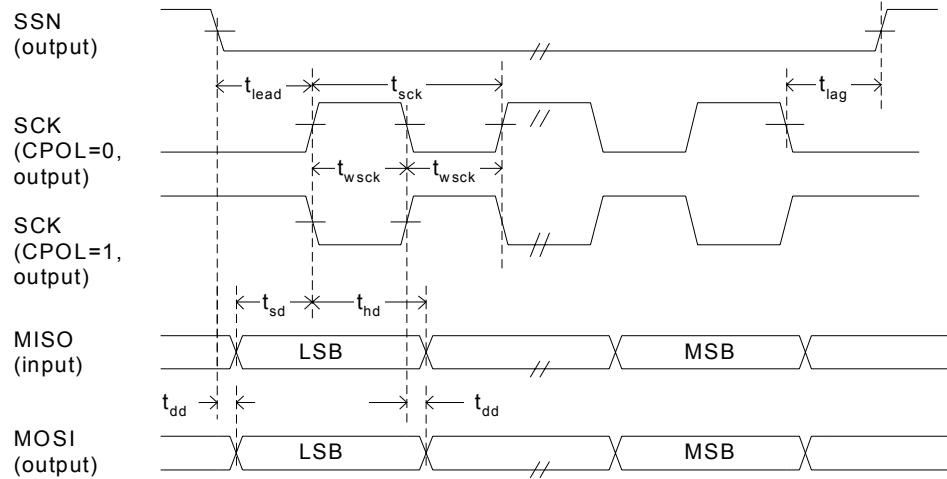 SSN
(output)
t_lead
t_sck
t_lag
SCK
(CPOL=0,
output)
t_wsck
t_wsck
SCK
(CPOL=1,
output)
t_sd
t_hd
MISO
(input)
LSB
MSB
t_dd
t_dd
MOSI
(output)
LSB
MSB